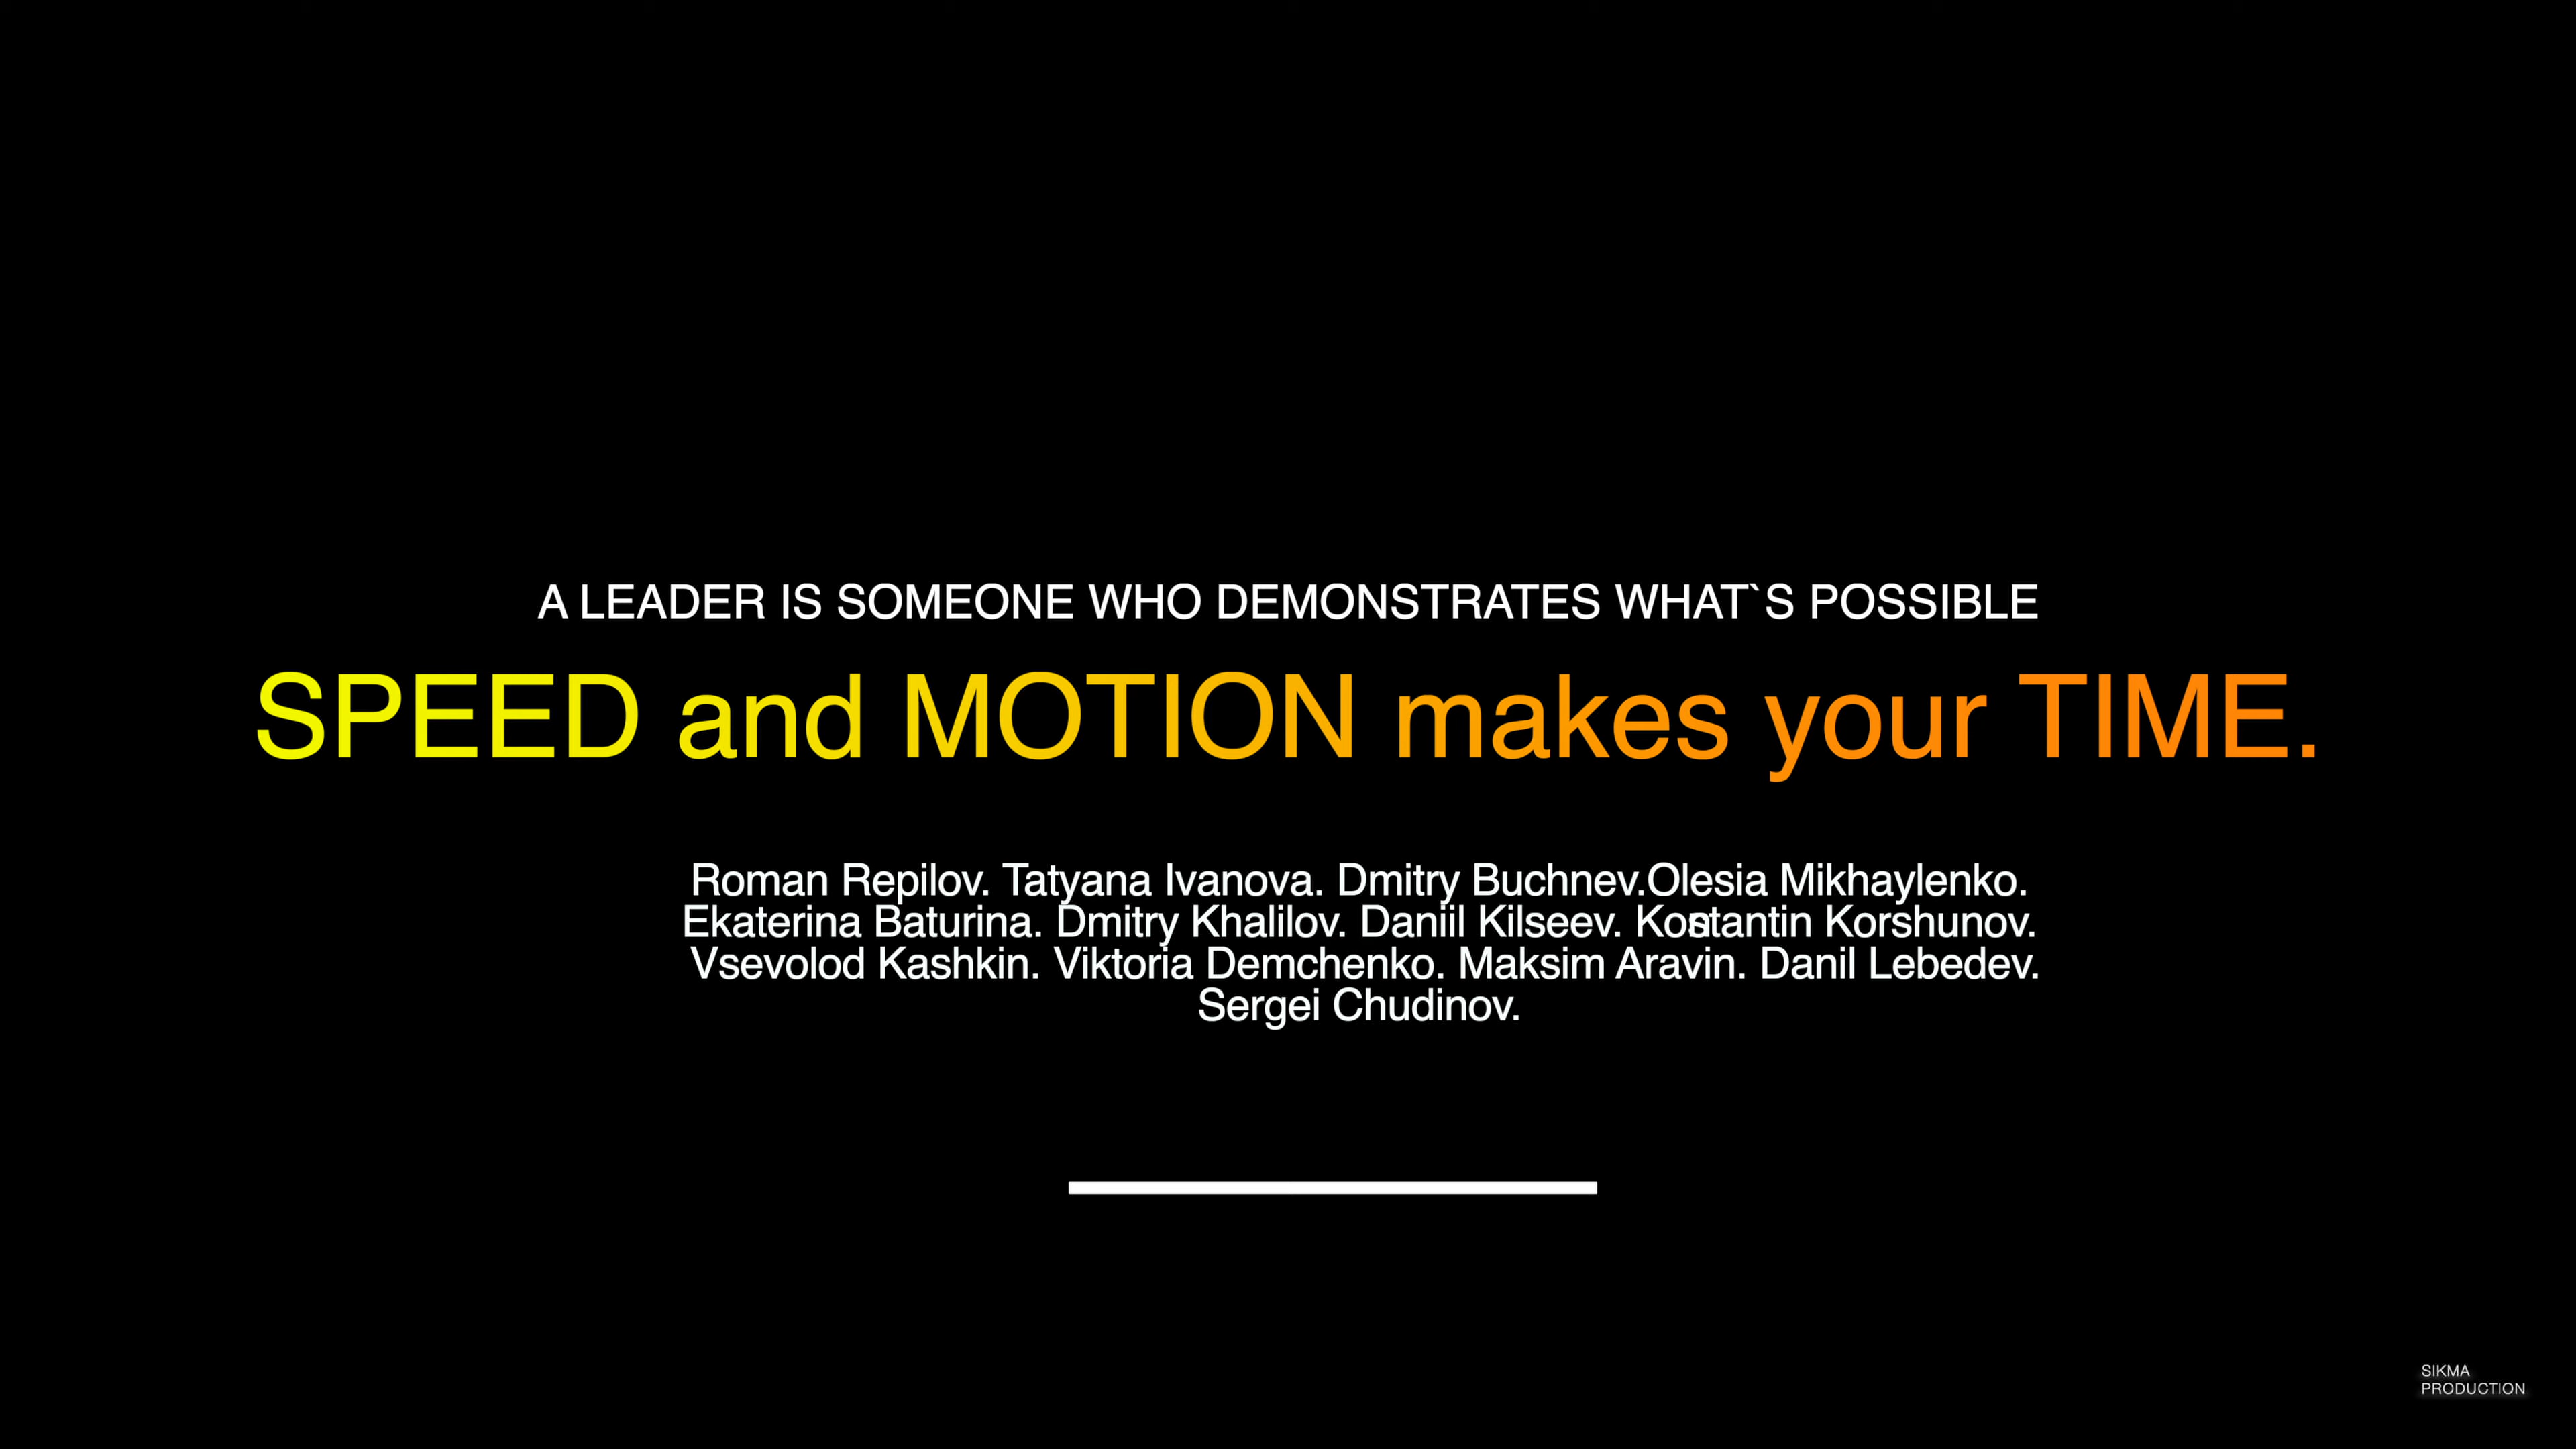 A LEADER IS SOMEONE WHO DEMONSTRATES WHAT`S POSSIBLE
SPEED and MOTION makes your TIME.
Roman Repilov. Tatyana Ivanova. Dmitry Buchnev.Olesia Mikhaylenko.
Ekaterina Baturina. Dmitry Khalilov. Daniil Kilseev. Konstantin Korshunov.
Vsevolod Kashkin. Viktoria Demchenko. Maksim Aravin. Danil Lebedev.
Sergei Chudinov.
SIKMA
PRODUCTION